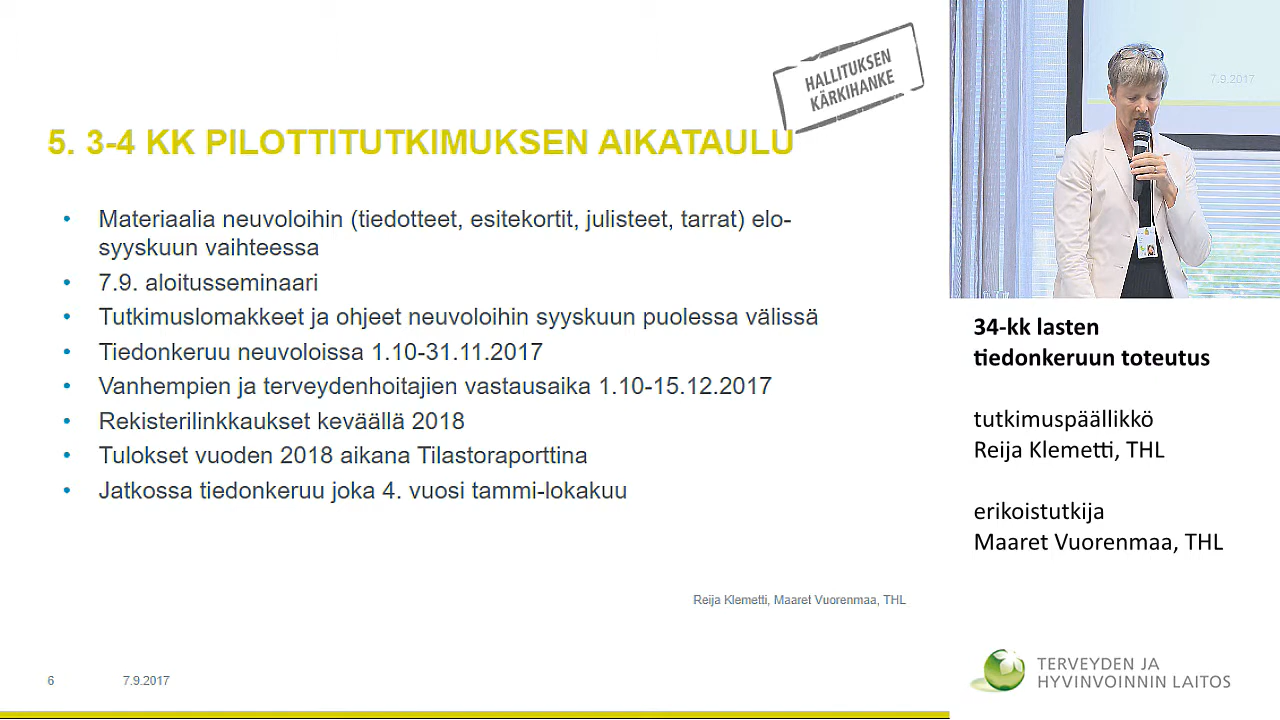 HALLITUKSEN
KÄRKIHANKE
5. 3-4 KK PILOTTITUTKIMUKSEN AIKATAULU
• Materiaalia neuvoloihin (tiedotteet, esitekortit, julisteet, tarrat) elo-
syyskuun vaihteessa
• 7.9. aloitusseminaari
• Tutkimuslomakkeet ja ohjeet neuvoloihin syyskuun puolessa välissä
• Tiedonkeruu neuvoloissa 1.10-31.11.2017
• Vanhempien ja terveydenhoitajien vastausaika 1.10-15.12.2017
• Rekisterilinkkaukset keväällä 2018
• Tulokset vuoden 2018 aikana Tilastoraporttina
• Jatkossa tiedonkeruu joka 4. vuosi tammi-lokakuu
Reija Klemetti, Maaret Vuorenmaa, THL
6 7.9.2017
7.9.2017
34-kk lasten
tiedonkeruun toteutus
tutkimuspäällikkö
Reija Klemetti, THL
erikoistutkija
Maaret Vuorenmaa, THL
TERVEYDEN JA
HYVINVOINNIN LAITOS